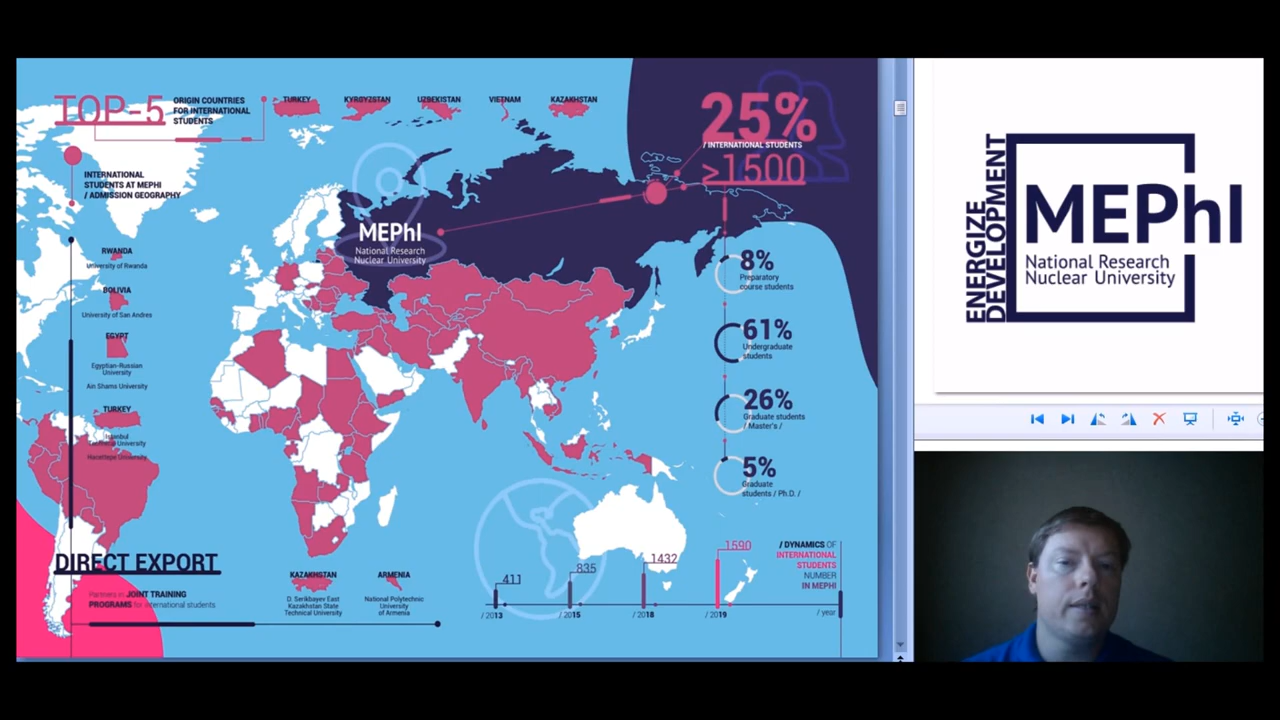 TOP-5
ORIGIN COUNTRIES
FOR INTERNATIONAL
STUDENTS
TURKEY
KYRGYZSTAN
UZBEKISTAN
VIETNAM
KAZAKHSTAN
25%
/ INTERNATIONAL STUDENTS
>1500
INTERNATIONAL
STUDENTS AT MEPHI
/ ADMISSION GEOGRAPHY
MEPhI
National Research
Nuclear University
RWANDA
University of Rwanda
BOLIVIA
University of San Andres
EGYPT
Egyptian-Russian
University
Ain Shams University
TURKEY
Istanbul
Technical University
Hacettepe University
8%
Preparatory
course students
61%
Undergraduate
students
26%
Graduate students
/ Master's /
5%
Graduate
students / Ph.D. /
DIRECT EXPORT
Partners in JOINT TRAINING
PROGRAMS for international students
KAZAKHSTAN
D. Serikbayev East
Kazakhstan State
Technical University
ARMENIA
National Polytechnic
University
of Armenia
411
835
1432
1590
/ 2013
/ 2015
/ 2018
/ 2019
/ year
/ DYNAMICS OF
INTERNATIONAL
STUDENTS
NUMBER
IN MEPHI
ENERGIZE
DEVELOPMENT
MEPhI
National Research
Nuclear University